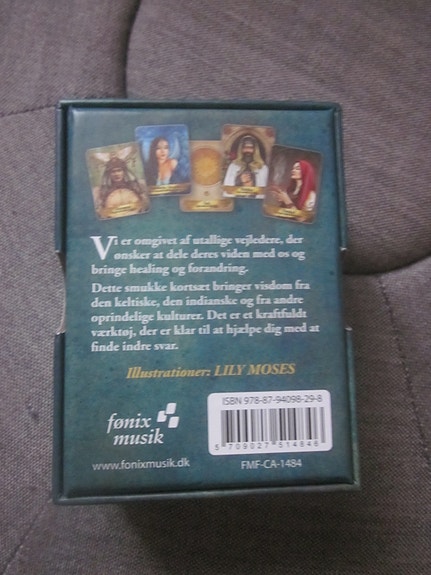 Vi er omgivet af utallige vejledere, der
ønsker at dele deres viden med os og
bringe healing og forandring.
Dette smukke kortsæt bringer visdom fra
den keltiske, den indianske og fra andre
oprindelige kulturer. Det er et kraftfuldt
værktøj, der er klar til at hjælpe dig med at
finde indre svar.
Illustrationer: LILY MOSES
fønix
musik
www.fonixmusik.dk
ISBN 978-87-94098-29-8
5 709027 514846
FMF-CA-1484